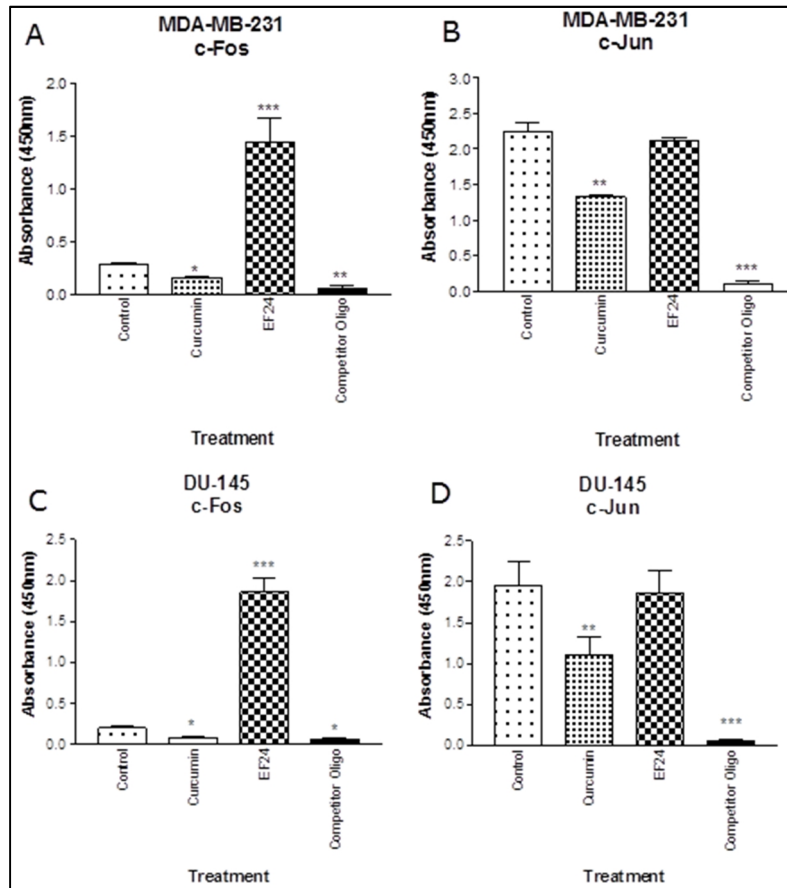 A
MDA-MB-231
c-Fos
Absorbance (450nm)
2.0
1.5
1.0
0.5
0.0
***
*
**
Control
Curcumin
EF24
Competitor Oligo
Treatment
B
MDA-MB-231
c-Jun
Absorbance (450nm)
3.0
2.5
2.0
1.5
1.0
0.5
0.0
**
***
Control
Curcumin
EF24
Competitor Oligo
Treatment
C
DU-145
c-Fos
Absorbance (450nm)
2.5
2.0
1.5
1.0
0.5
0.0
***
*
*
Control
Curcumin
EF24
Competitor Oligo
Treatment
D
DU-145
c-Jun
Absorbance (450nm)
2.5
2.0
1.5
1.0
0.5
0.0
**
***
Control
Curcumin
EF24
Competitor Oligo
Treatment